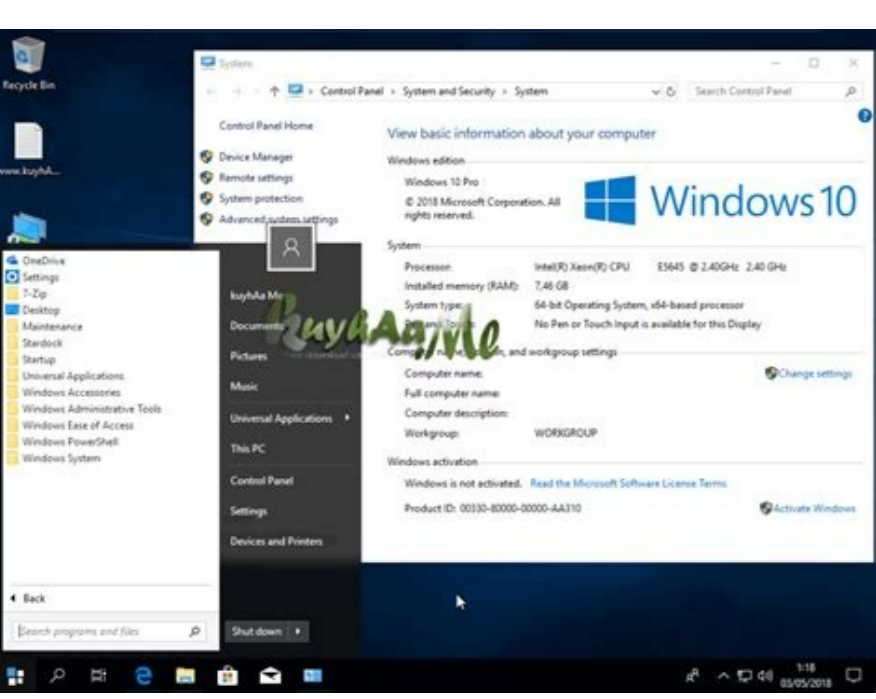 Recycle Bin
www.kuyhA...
System
Control Panel › System and Security › System
Search Control Panel
Control Panel Home
Device Manager
Remote settings
System protection
Advanced system settings
View basic information about your computer
Windows edition
Windows 10 Pro
© 2018 Microsoft Corporation. All
rights reserved.
Windows 10
System
Processor: Intel(R) Xeon(R) CPU E5645 @ 2.40GHz 2.40 GHz
Installed memory (RAM): 7,46 GB
System type: 64-bit Operating System, x64-based processor
No Pen or Touch Input is available for this Display
and workgroup settings
Computer name:
Full computer name:
Computer description:
Workgroup: WORKGROUP
Change settings
Windows activation
Windows is not activated. Read the Microsoft Software License Terms
Product ID: 00330-80000-00000-AA310
Activate Windows
OneDrive
Settings
7-Zip
Desktop
Maintenance
Stardock
Startup
Universal Applications
Windows Accessories
Windows Administrative Tools
Windows Ease of Access
Windows PowerShell
Windows System
Back
Search programs and files
kuyhAa Me
Documents
Pictures
Music
Universal Applications
This PC
Control Panel
Settings
Devices and Printers
Shut down
KuyhAa.Me
1:18
03/05/2018